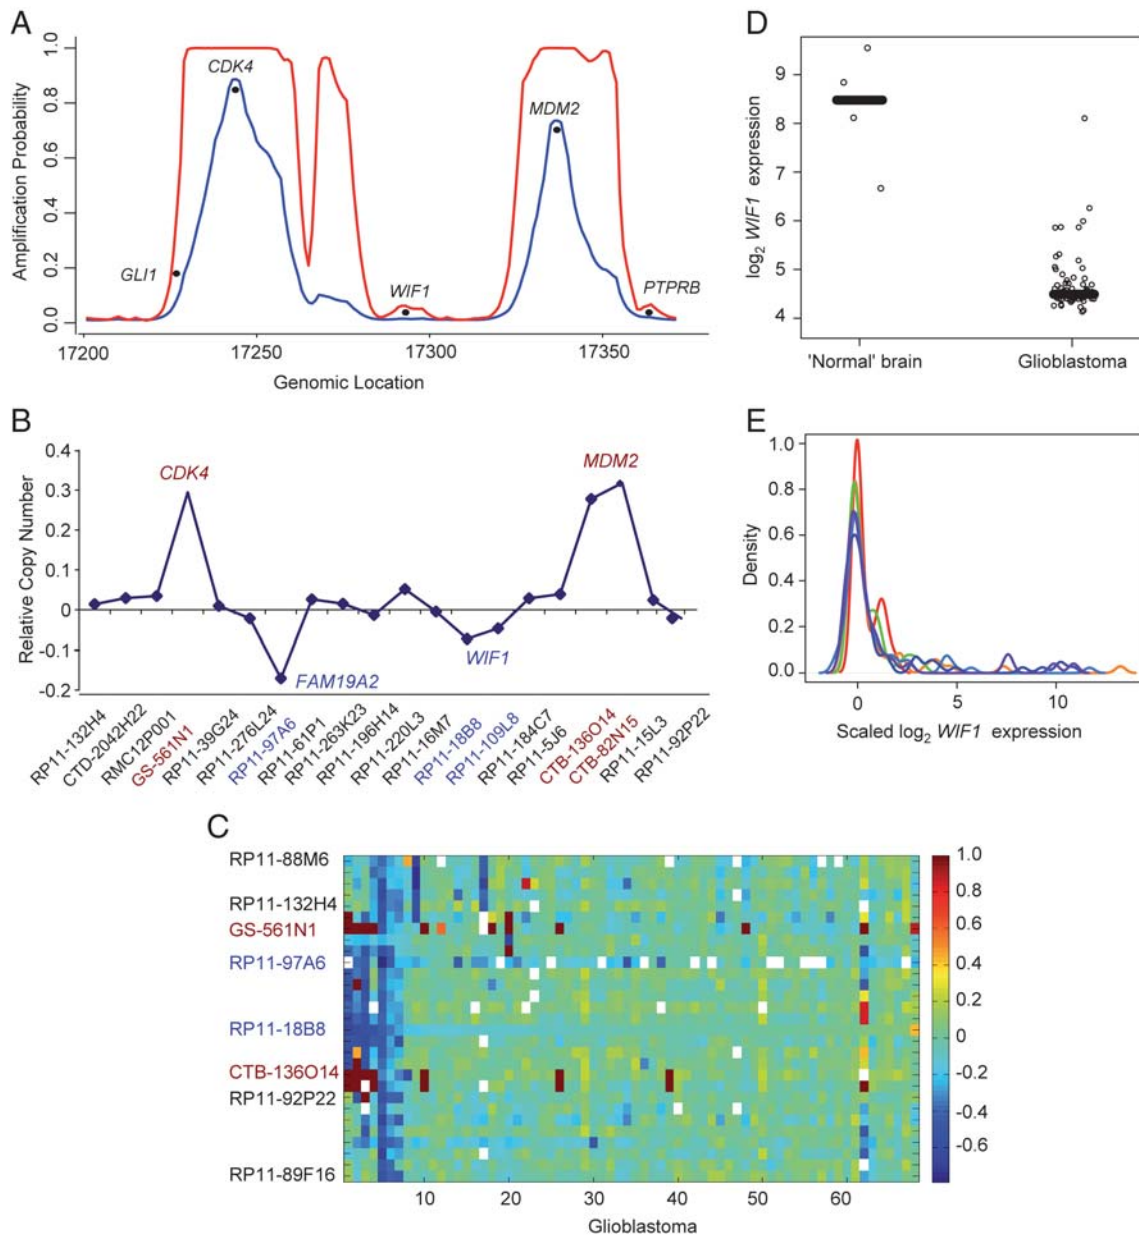 A
Amplification Probability
1.0
0.8
0.6
0.4
0.2
0.0
CDK4
MDM2
GLI1
WIF1
PTPRB
17200 17250 17300 17350
Genomic Location
B
Relative Copy Number
0.4
0.3
0.2
0.1
0
-0.1
-0.2
CDK4
MDM2
FAM19A2
WIF1
RP11-132H4
CTD-2042H22
RMC12P001
GS-561N1
RP11-39G24
RP11-276L24
RP11-97A6
RP11-61P1
RP11-263K23
RP11-196H14
RP11-220L3
RP11-16M7
RP11-18B8
RP11-109L8
RP11-184C7
RP11-5J6
CTB-136O14
CTB-82N15
RP11-15L3
RP11-92P22
C
RP11-88M6
RP11-132H4
GS-561N1
RP11-97A6
RP11-18B8
CTB-136O14
RP11-92P22
RP11-89F16
10 20 30 40 50 60
Glioblastoma
1.0
0.8
0.6
0.4
0.2
0
-0.2
-0.4
-0.6
D
log2 WIF1 expression
9
8
7
6
5
4
'Normal' brain Glioblastoma
E
Density
1.0
0.8
0.6
0.4
0.2
0.0
0 5 10
Scaled log2 WIF1 expression